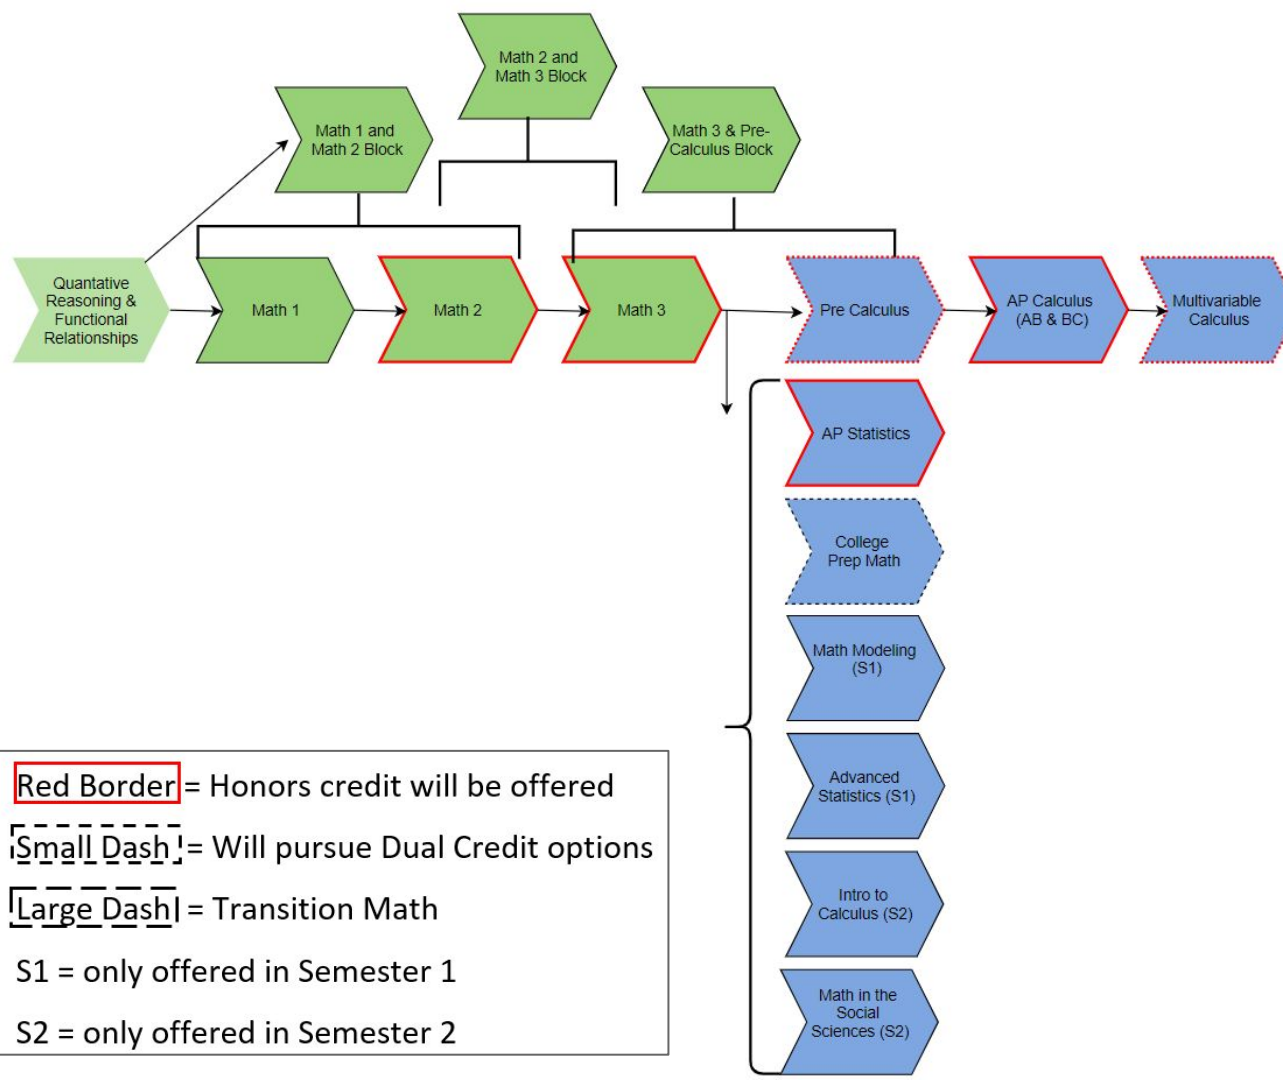 Math 2 and
Math 3 Block
Math 1 and
Math 2 Block
Math 3 & Pre-
Calculus Block
Quantative
Reasoning &
Functional
Relationships
Math 1
Math 2
Math 3
Pre Calculus
AP Calculus
(AB & BC)
Multivariable
Calculus
AP Statistics
College
Prep Math
Math Modeling
(S1)
Advanced
Statistics (S1)
Intro to
Calculus (S2)
Math in the
Social
Sciences (S2)
Red Border = Honors credit will be offered
Small Dash = Will pursue Dual Credit options
Large Dash = Transition Math
S1 = only offered in Semester 1
S2 = only offered in Semester 2